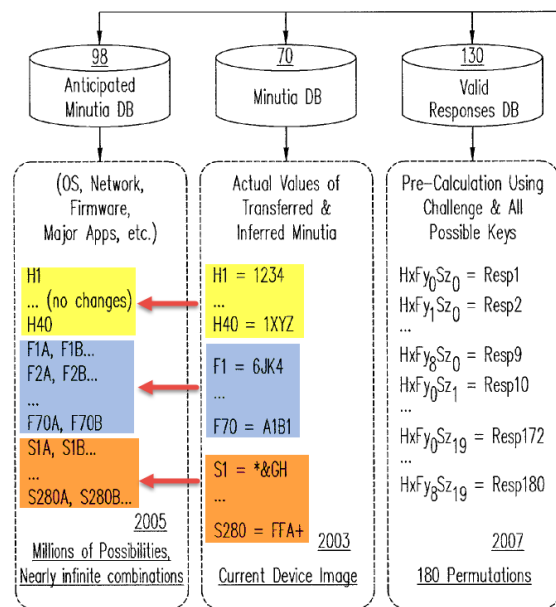 98
Anticipated
Minutia DB
70
Minutia DB
130
Valid
Responses DB
(OS, Network,
Firmware,
Major Apps, etc.)
H1
... (no changes)
H40
F1A, F1B...
F2A, F2B...
...
F70A, F70B
S1A, S1B...
...
S280A, S280B...
2005
Millions of Possibilities,
Nearly infinite combinations
Actual Values of
Transferred &
Inferred Minutia
H1 = 1234
...
H40 = 1XYZ
F1 = 6JK4
...
F70 = A1B1
S1 = *&GH
...
S280 = FFA+
2003
Current Device Image
Pre-Calculation Using
Challenge & All
Possible Keys
HxFy₀Sz₀ = Resp1
HxFy₁Sz₀ = Resp2
...
HxFy₈Sz₀ = Resp9
HxFy₀Sz₁ = Resp10
...
HxFy₀Sz₁₉ = Resp172
...
HxFy₈Sz₁₉ = Resp180
2007
180 Permutations